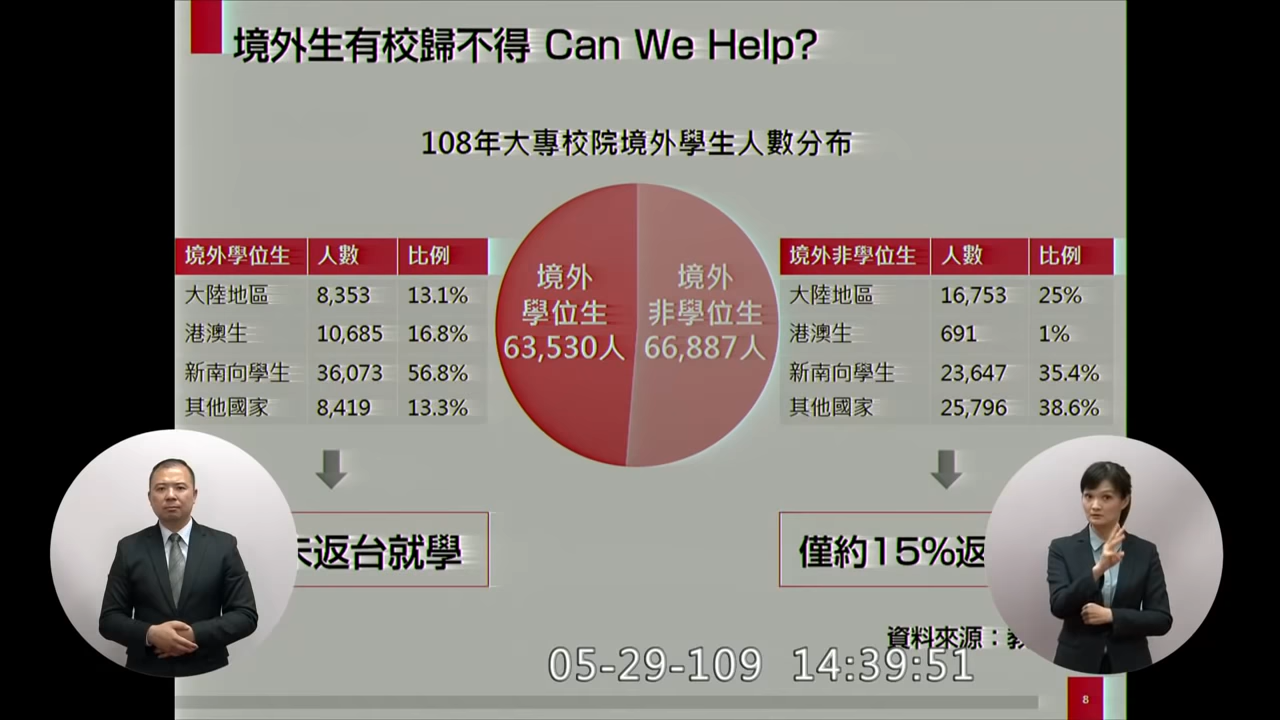 境外生有校歸不得 Can We Help?
108年大專校院境外學生人數分布
境外學位生 人數 比例
大陸地區 8,353 13.1%
港澳生 10,685 16.8%
新南向學生 36,073 56.8%
其他國家 8,419 13.3%
境外
學位生
63,530人
境外
非學位生
66,887人
境外非學位生 人數 比例
大陸地區 16,753 25%
港澳生 691 1%
新南向學生 23,647 35.4%
其他國家 25,796 38.6%
返台就學
僅約15%返
資料來源：
05-29-109 14:39:51
8